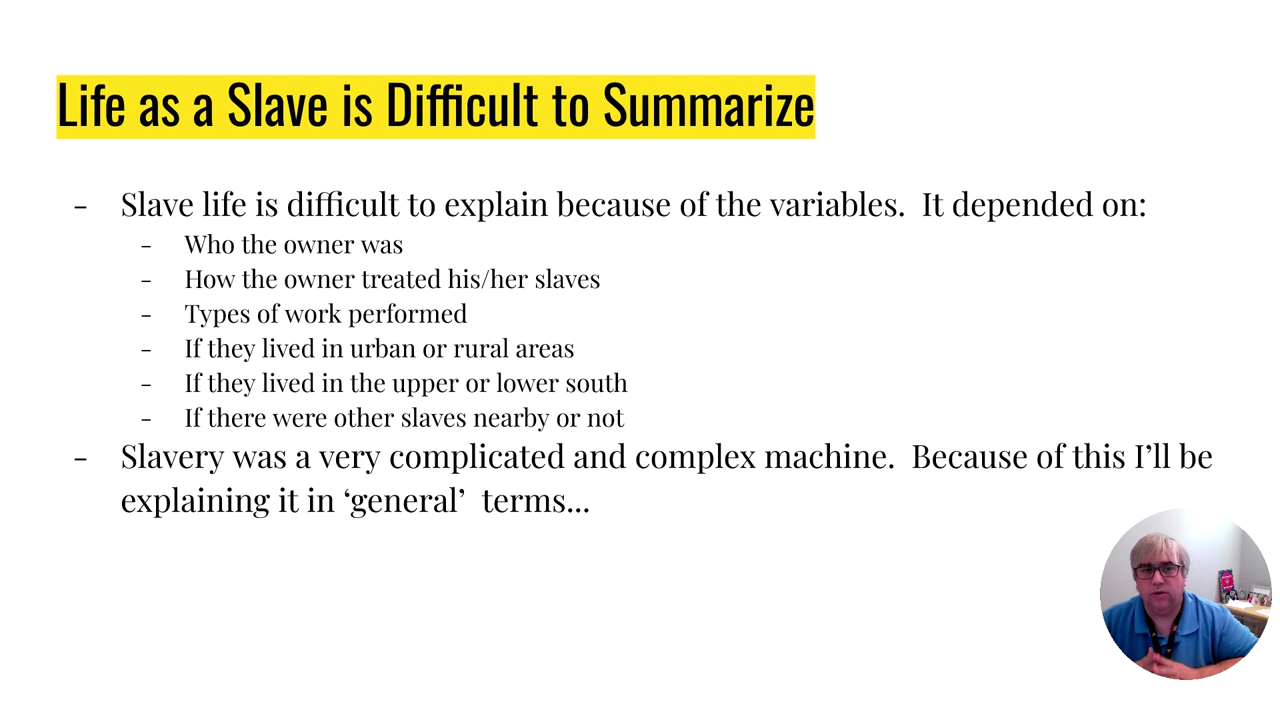 Life as a Slave is Difficult to Summarize
- Slave life is difficult to explain because of the variables.  It depended on:
- Who the owner was
- How the owner treated his/her slaves
- Types of work performed
- If they lived in urban or rural areas
- If they lived in the upper or lower south
- If there were other slaves nearby or not
- Slavery was a very complicated and complex machine.  Because of this I’ll be
explaining it in ‘general’  terms...